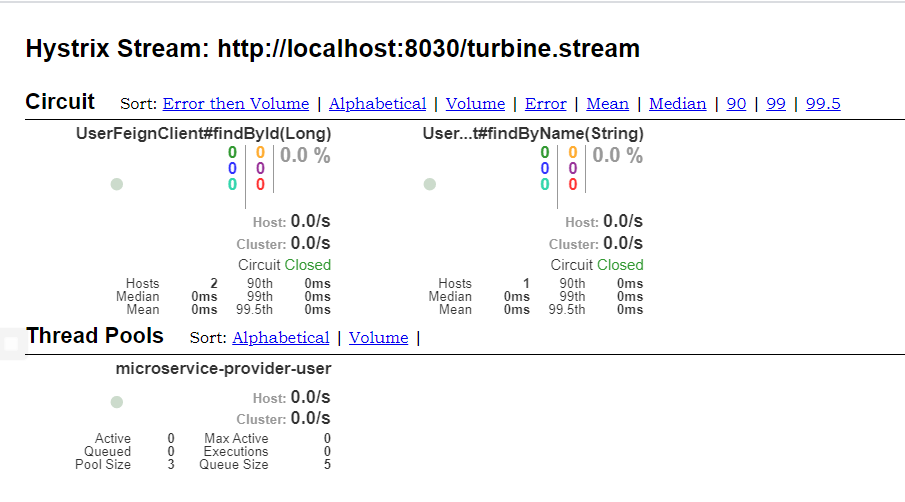 Hystrix Stream: http://localhost:8030/turbine.stream
Circuit Sort: Error then Volume | Alphabetical | Volume | Error | Mean | Median | 90 | 99 | 99.5
UserFeignClient#findById(Long) User...t#findByName(String)
0 0 0.0 % 0 0 0.0 %
0 0 0 0
0 0 0 0
Host: 0.0/s Host: 0.0/s
Cluster: 0.0/s Cluster: 0.0/s
Circuit Closed Circuit Closed
Hosts 2 90th 0ms Hosts 1 90th 0ms
Median 0ms 99th 0ms Median 0ms 99th 0ms
Mean 0ms 99.5th 0ms Mean 0ms 99.5th 0ms
Thread Pools Sort: Alphabetical | Volume |
microservice-provider-user
Host: 0.0/s
Cluster: 0.0/s
Active 0 Max Active 0
Queued 0 Executions 0
Pool Size 3 Queue Size 5